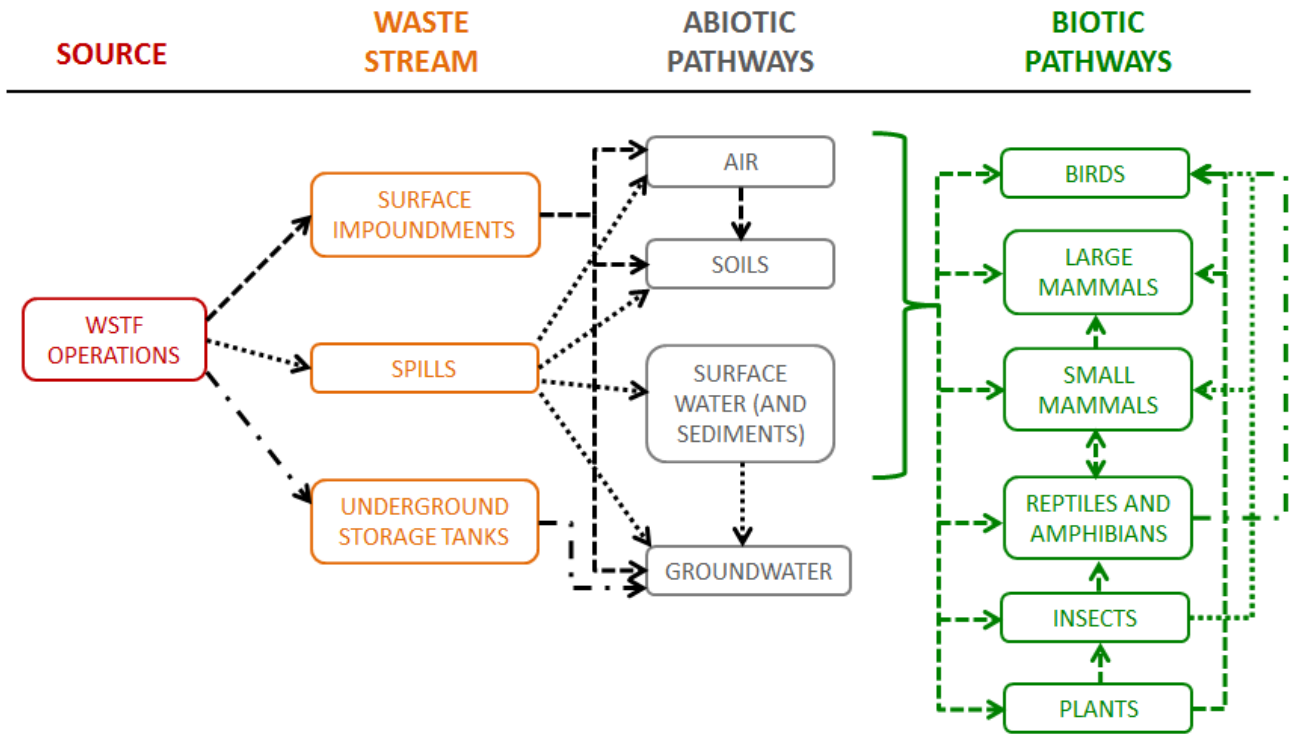 SOURCE
WASTE
STREAM
ABIOTIC
PATHWAYS
BIOTIC
PATHWAYS
WSTF
OPERATIONS
SURFACE
IMPOUNDMENTS
SPILLS
UNDERGROUND
STORAGE TANKS
AIR
SOILS
SURFACE
WATER (AND
SEDIMENTS)
GROUNDWATER
BIRDS
LARGE
MAMMALS
SMALL
MAMMALS
REPTILES AND
AMPHIBIANS
INSECTS
PLANTS